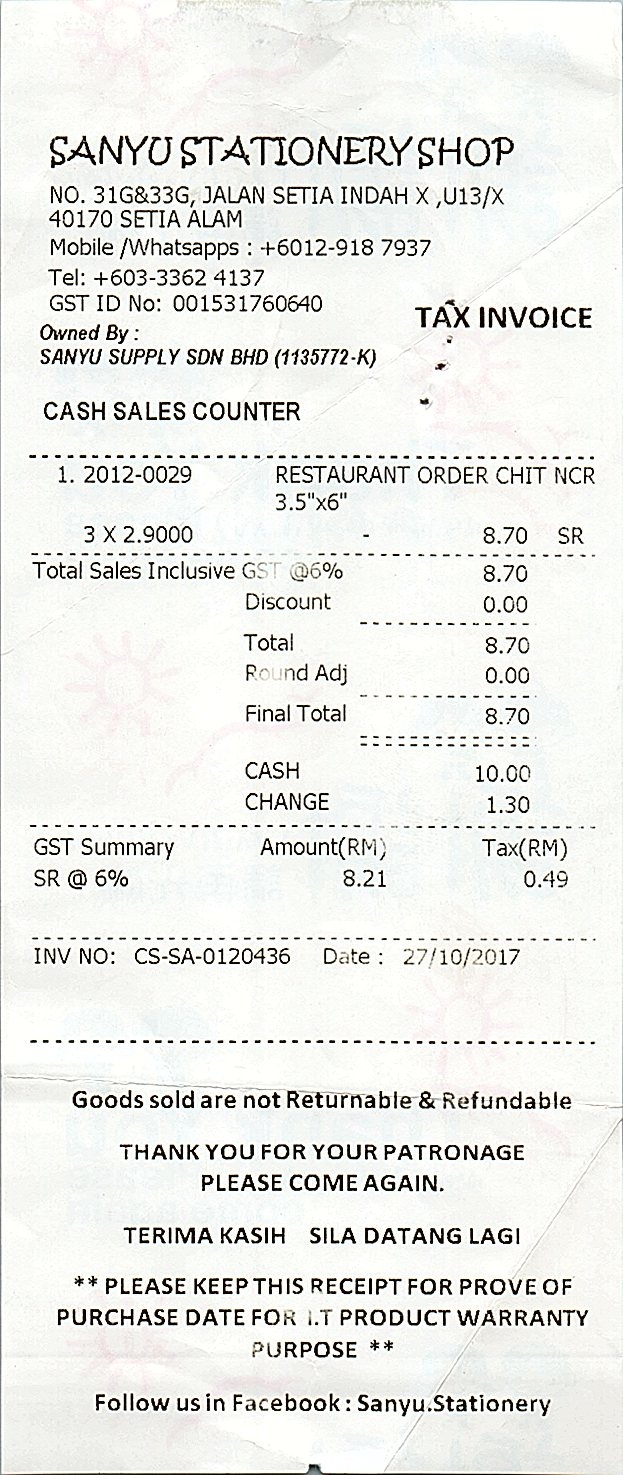 SANYU STATIONERY SHOP
NO. 31G&33G, JALAN SETIA INDAH X ,U13/X
40170 SETIA ALAM
Mobile /Whatsapps : +6012-918 7937
Tel: +603-3362 4137
GST ID No: 001531760640
TAX INVOICE
Owned By :
SANYU SUPPLY SDN BHD (1135772-K)
CASH SALES COUNTER
1. 2012-0029 RESTAURANT ORDER CHIT NCR
3.5"x6"
3 X 2.9000 - 8.70 SR
Total Sales Inclusive GST @6% 8.70
Discount 0.00
Total 8.70
Round Adj 0.00
Final Total 8.70
CASH 10.00
CHANGE 1.30
GST Summary Amount(RM) Tax(RM)
SR @ 6% 8.21 0.49
INV NO: CS-SA-0120436 Date : 27/10/2017
Goods sold are not Returnable & Refundable
THANK YOU FOR YOUR PATRONAGE
PLEASE COME AGAIN.
TERIMA KASIH SILA DATANG LAGI
** PLEASE KEEP THIS RECEIPT FOR PROVE OF
PURCHASE DATE FOR I.T PRODUCT WARRANTY
PURPOSE **
Follow us in Facebook : Sanyu.Stationery